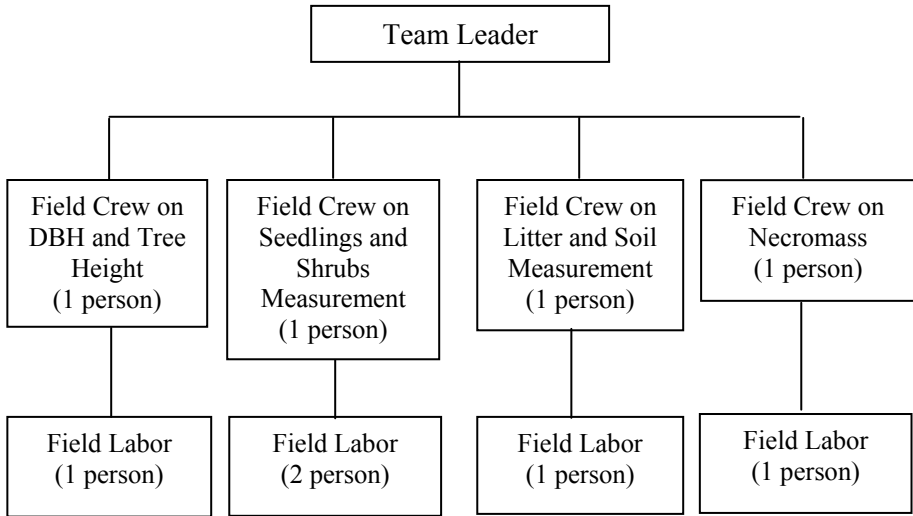 Team Leader
Field Crew on
DBH and Tree
Height
(1 person)
Field Crew on
Seedlings and
Shrubs
Measurement
(1 person)
Field Crew on
Litter and Soil
Measurement
(1 person)
Field Crew on
Necromass
(1 person)
Field Labor
(1 person)
Field Labor
(2 person)
Field Labor
(1 person)
Field Labor
(1 person)